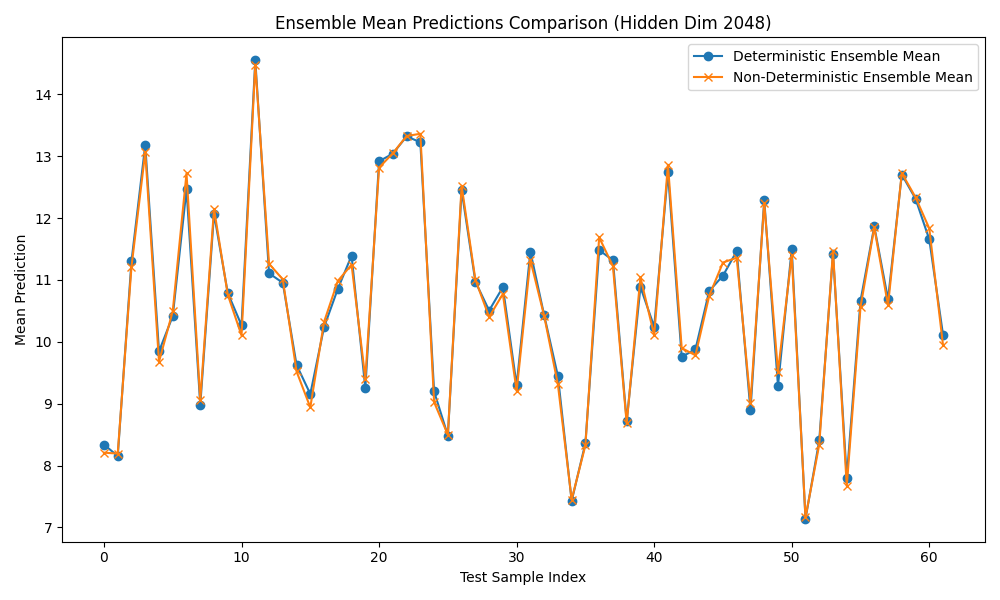 Ensemble Mean Predictions Comparison (Hidden Dim 2048)
Deterministic Ensemble Mean
Non-Deterministic Ensemble Mean
14
13
12
11
10
9
8
7
Mean Prediction
0 10 20 30 40 50 60
Test Sample Index